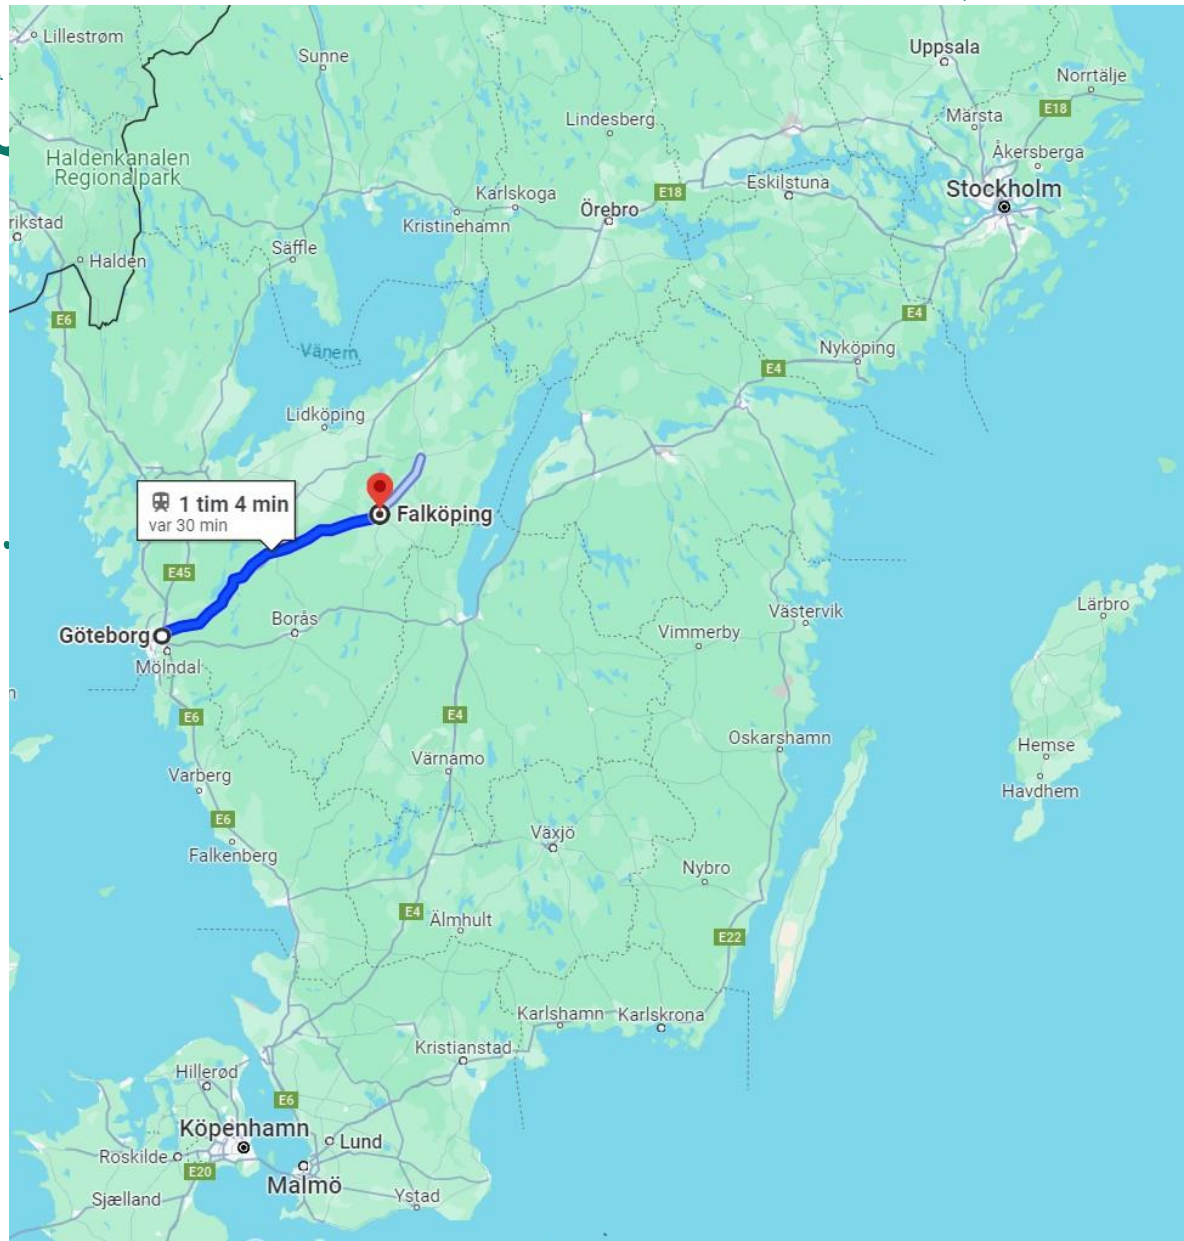 Lillestrøm
Sunne
Uppsala
Norrtälje
E18
Märsta
Lindesberg
Åkersberga
Haldenkanalen
Regionalpark
Eskilstuna
Stockholm
E18
Karlskoga
Örebro
rikstad
Kristinehamn
Halden
Säffle
E6
E4
Vänern
Nyköping
E4
Lidköping
1 tim 4 min
var 30 min
Falköping
E45
Göteborg
Borås
Mölndal
Västervik
Lärbro
Vimmerby
E6
E4
Oskarshamn
Hemse
Värnamo
Varberg
Havdhem
E6
Falkenberg
Växjö
Nybro
E4
Älmhult
E22
Karlshamn
Karlskrona
Kristianstad
Hillerød
E6
Köpenhamn
Lund
Roskilde
E20
Malmö
Sjælland
Ystad